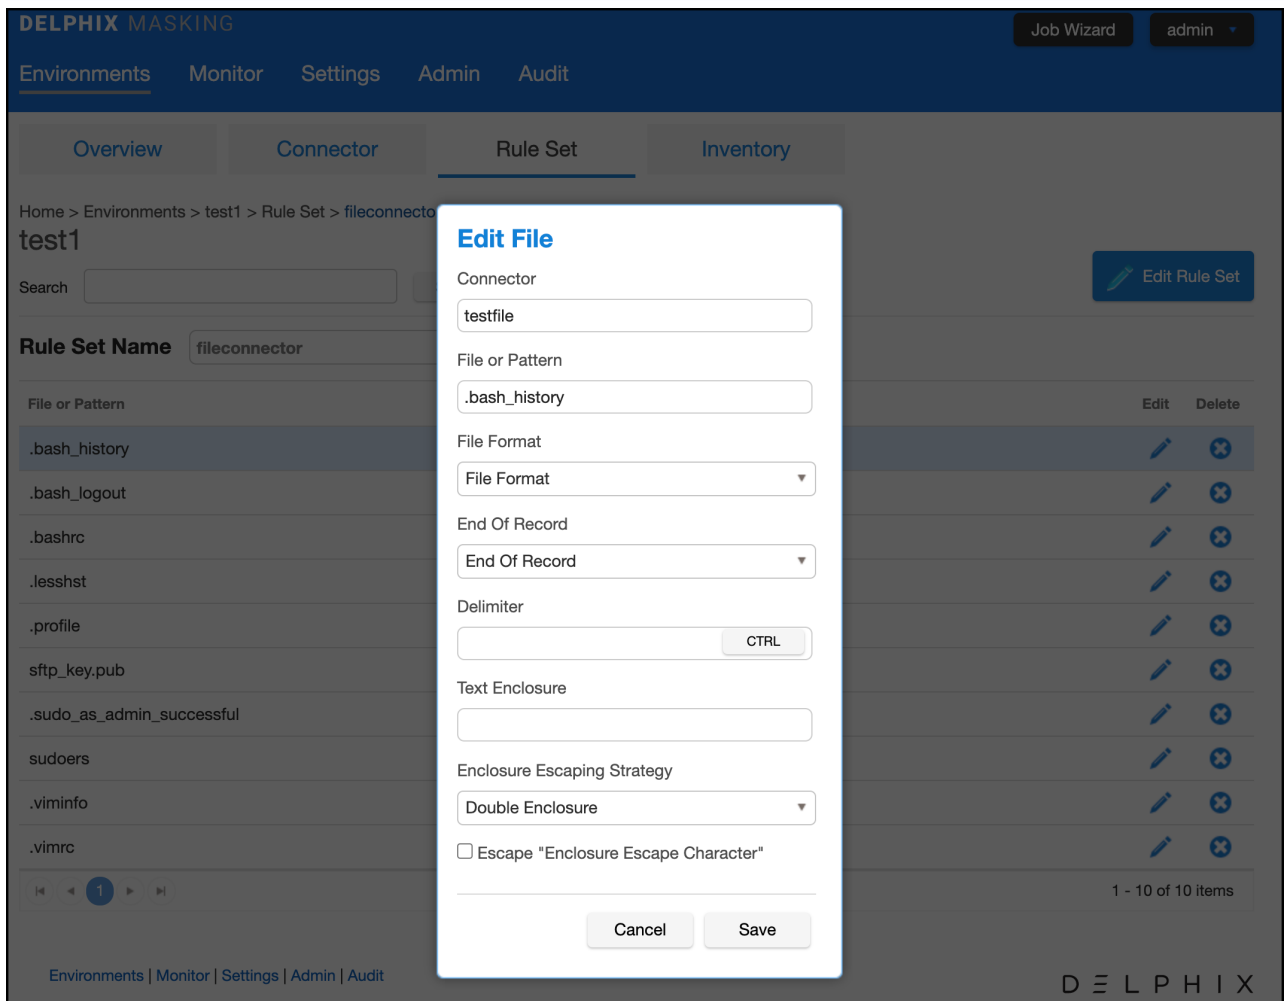 DELPHIX MASKING
Job Wizard
admin
Environments Monitor Settings Admin Audit
Overview Connector Rule Set Inventory
Home > Environments > test1 > Rule Set > fileconnecto
test1
Search
Edit Rule Set
Rule Set Name fileconnector
File or Pattern Edit Delete
.bash_history
.bash_logout
.bashrc
.lesshst
.profile
sftp_key.pub
.sudo_as_admin_successful
sudoers
.viminfo
.vimrc
1
1 - 10 of 10 items
Edit File
Connector
testfile
File or Pattern
.bash_history
File Format
File Format
End Of Record
End Of Record
Delimiter
CTRL
Text Enclosure
Enclosure Escaping Strategy
Double Enclosure
Escape "Enclosure Escape Character"
Cancel Save
Environments | Monitor | Settings | Admin | Audit
DELPHIX